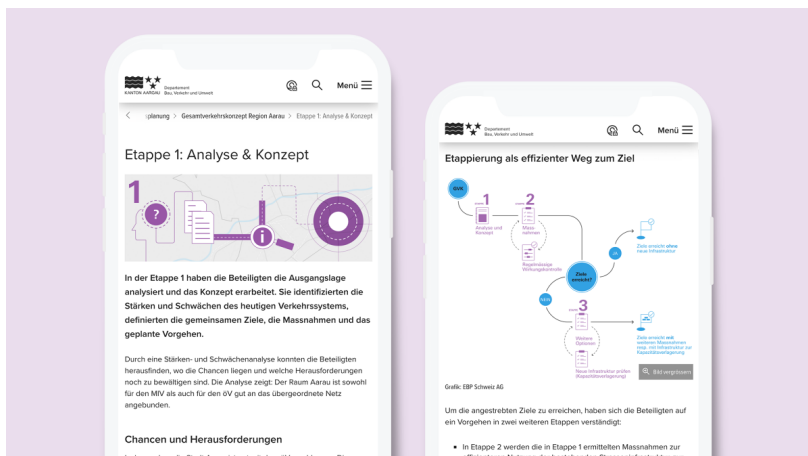 KANTON AARGAU
Departement
Bau, Verkehr und Umwelt
Menü
planung > Gesamtverkehrskonzept Region Aarau > Etappe 1: Analyse & Konzept
Etappe 1: Analyse & Konzept
1
?
i
In der Etappe 1 haben die Beteiligten die Ausgangslage
analysiert und das Konzept erarbeitet. Sie identifizierten die
Stärken und Schwächen des heutigen Verkehrssystems,
definierten die gemeinsamen Ziele, die Massnahmen und das
geplante Vorgehen.
Durch eine Stärken- und Schwächenanalyse konnten die Beteiligten
herausfinden, wo die Chancen liegen und welche Herausforderungen
noch zu bewältigen sind. Die Analyse zeigt: Der Raum Aarau ist sowohl
für den MIV als auch für den öV gut an das übergeordnete Netz
angebunden.
Chancen und Herausforderungen
Departement
Bau, Verkehr und Umwelt
Menü
Etappierung als effizienter Weg zum Ziel
GVK
1
Analyse und
Konzept
2
Mass-
nahmen
Regelmässige
Wirkungskontrolle
Ziele
erreicht?
JA
Ziele erreicht ohne
neue Infrastruktur
NEIN
3
Weitere
Optionen
Neue Infrastruktur prüfen
(Kapazitätsverlagerung)
Ziele erreicht mit
weiteren Massnahmen
resp. mit Infrastruktur zur
Kapazitätsverlagerung
Bild vergrössern
Grafik: EBP Schweiz AG
Um die angestrebten Ziele zu erreichen, haben sich die Beteiligten auf
ein Vorgehen in zwei weiteren Etappen verständigt:
In Etappe 2 werden die in Etappe 1 ermittelten Massnahmen zur